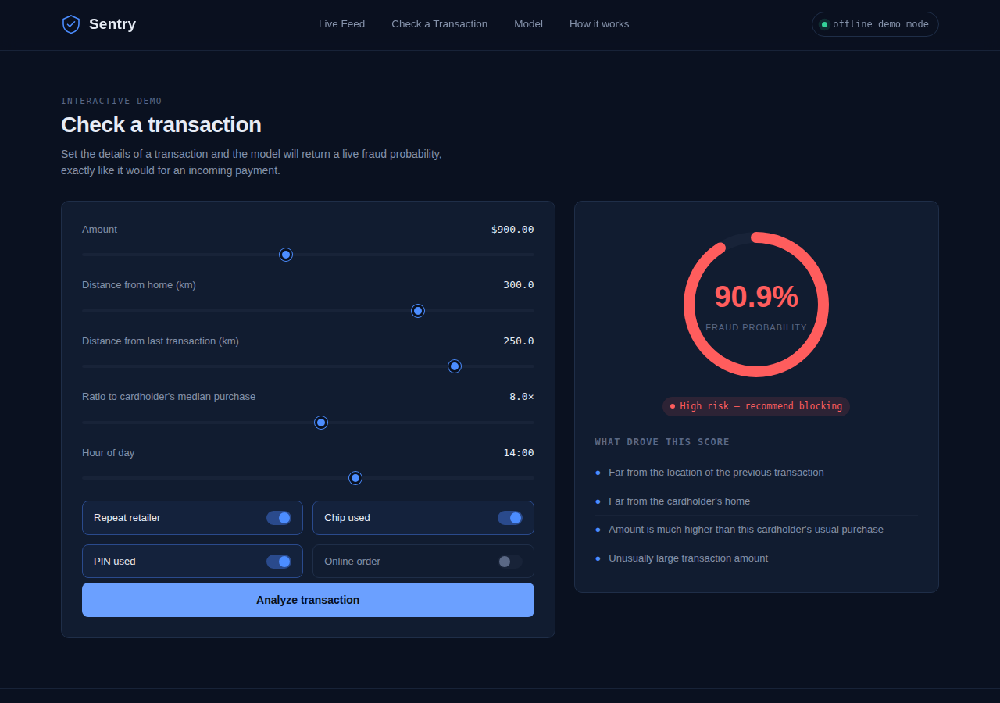 Sentry
Live Feed
Check a Transaction
Model
How it works
offline demo mode
INTERACTIVE DEMO
Check a transaction
Set the details of a transaction and the model will return a live fraud probability,
exactly like it would for an incoming payment.
Amount $900.00
Distance from home (km) 300.0
Distance from last transaction (km) 250.0
Ratio to cardholder's median purchase 8.0×
Hour of day 14:00
Repeat retailer
Chip used
PIN used
Online order
Analyze transaction
90.9%
FRAUD PROBABILITY
High risk — recommend blocking
WHAT DROVE THIS SCORE
Far from the location of the previous transaction
Far from the cardholder's home
Amount is much higher than this cardholder's usual purchase
Unusually large transaction amount